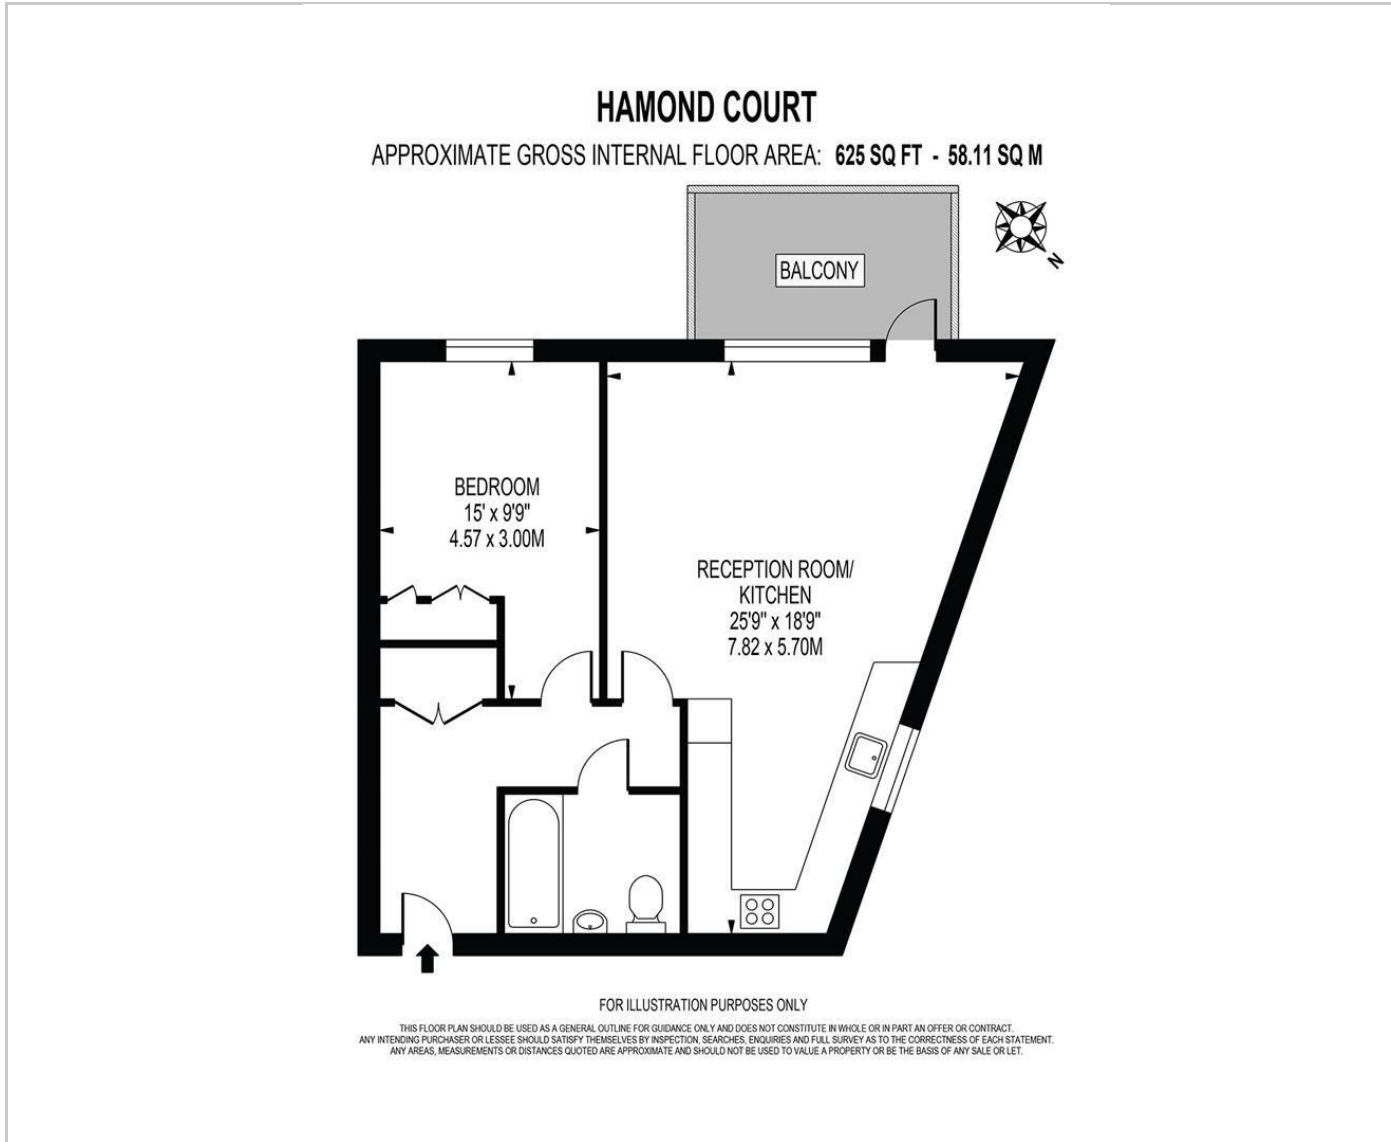 HAMOND COURT
APPROXIMATE GROSS INTERNAL FLOOR AREA: 625 SQ FT - 58.11 SQ M
BALCONY
N
BEDROOM
15' x 9'9"
4.57 x 3.00M
RECEPTION ROOM/
KITCHEN
25'9" x 18'9"
7.82 x 5.70M
FOR ILLUSTRATION PURPOSES ONLY
THIS FLOOR PLAN SHOULD BE USED AS A GENERAL OUTLINE FOR GUIDANCE ONLY AND DOES NOT CONSTITUTE IN WHOLE OR IN PART AN OFFER OR CONTRACT.
ANY INTENDING PURCHASER OR LESSEE SHOULD SATISFY THEMSELVES BY INSPECTION, SEARCHES, ENQUIRIES AND FULL SURVEY AS TO THE CORRECTNESS OF EACH STATEMENT.
ANY AREAS, MEASUREMENTS OR DISTANCES QUOTED ARE APPROXIMATE AND SHOULD NOT BE USED TO VALUE A PROPERTY OR BE THE BASIS OF ANY SALE OR LET.